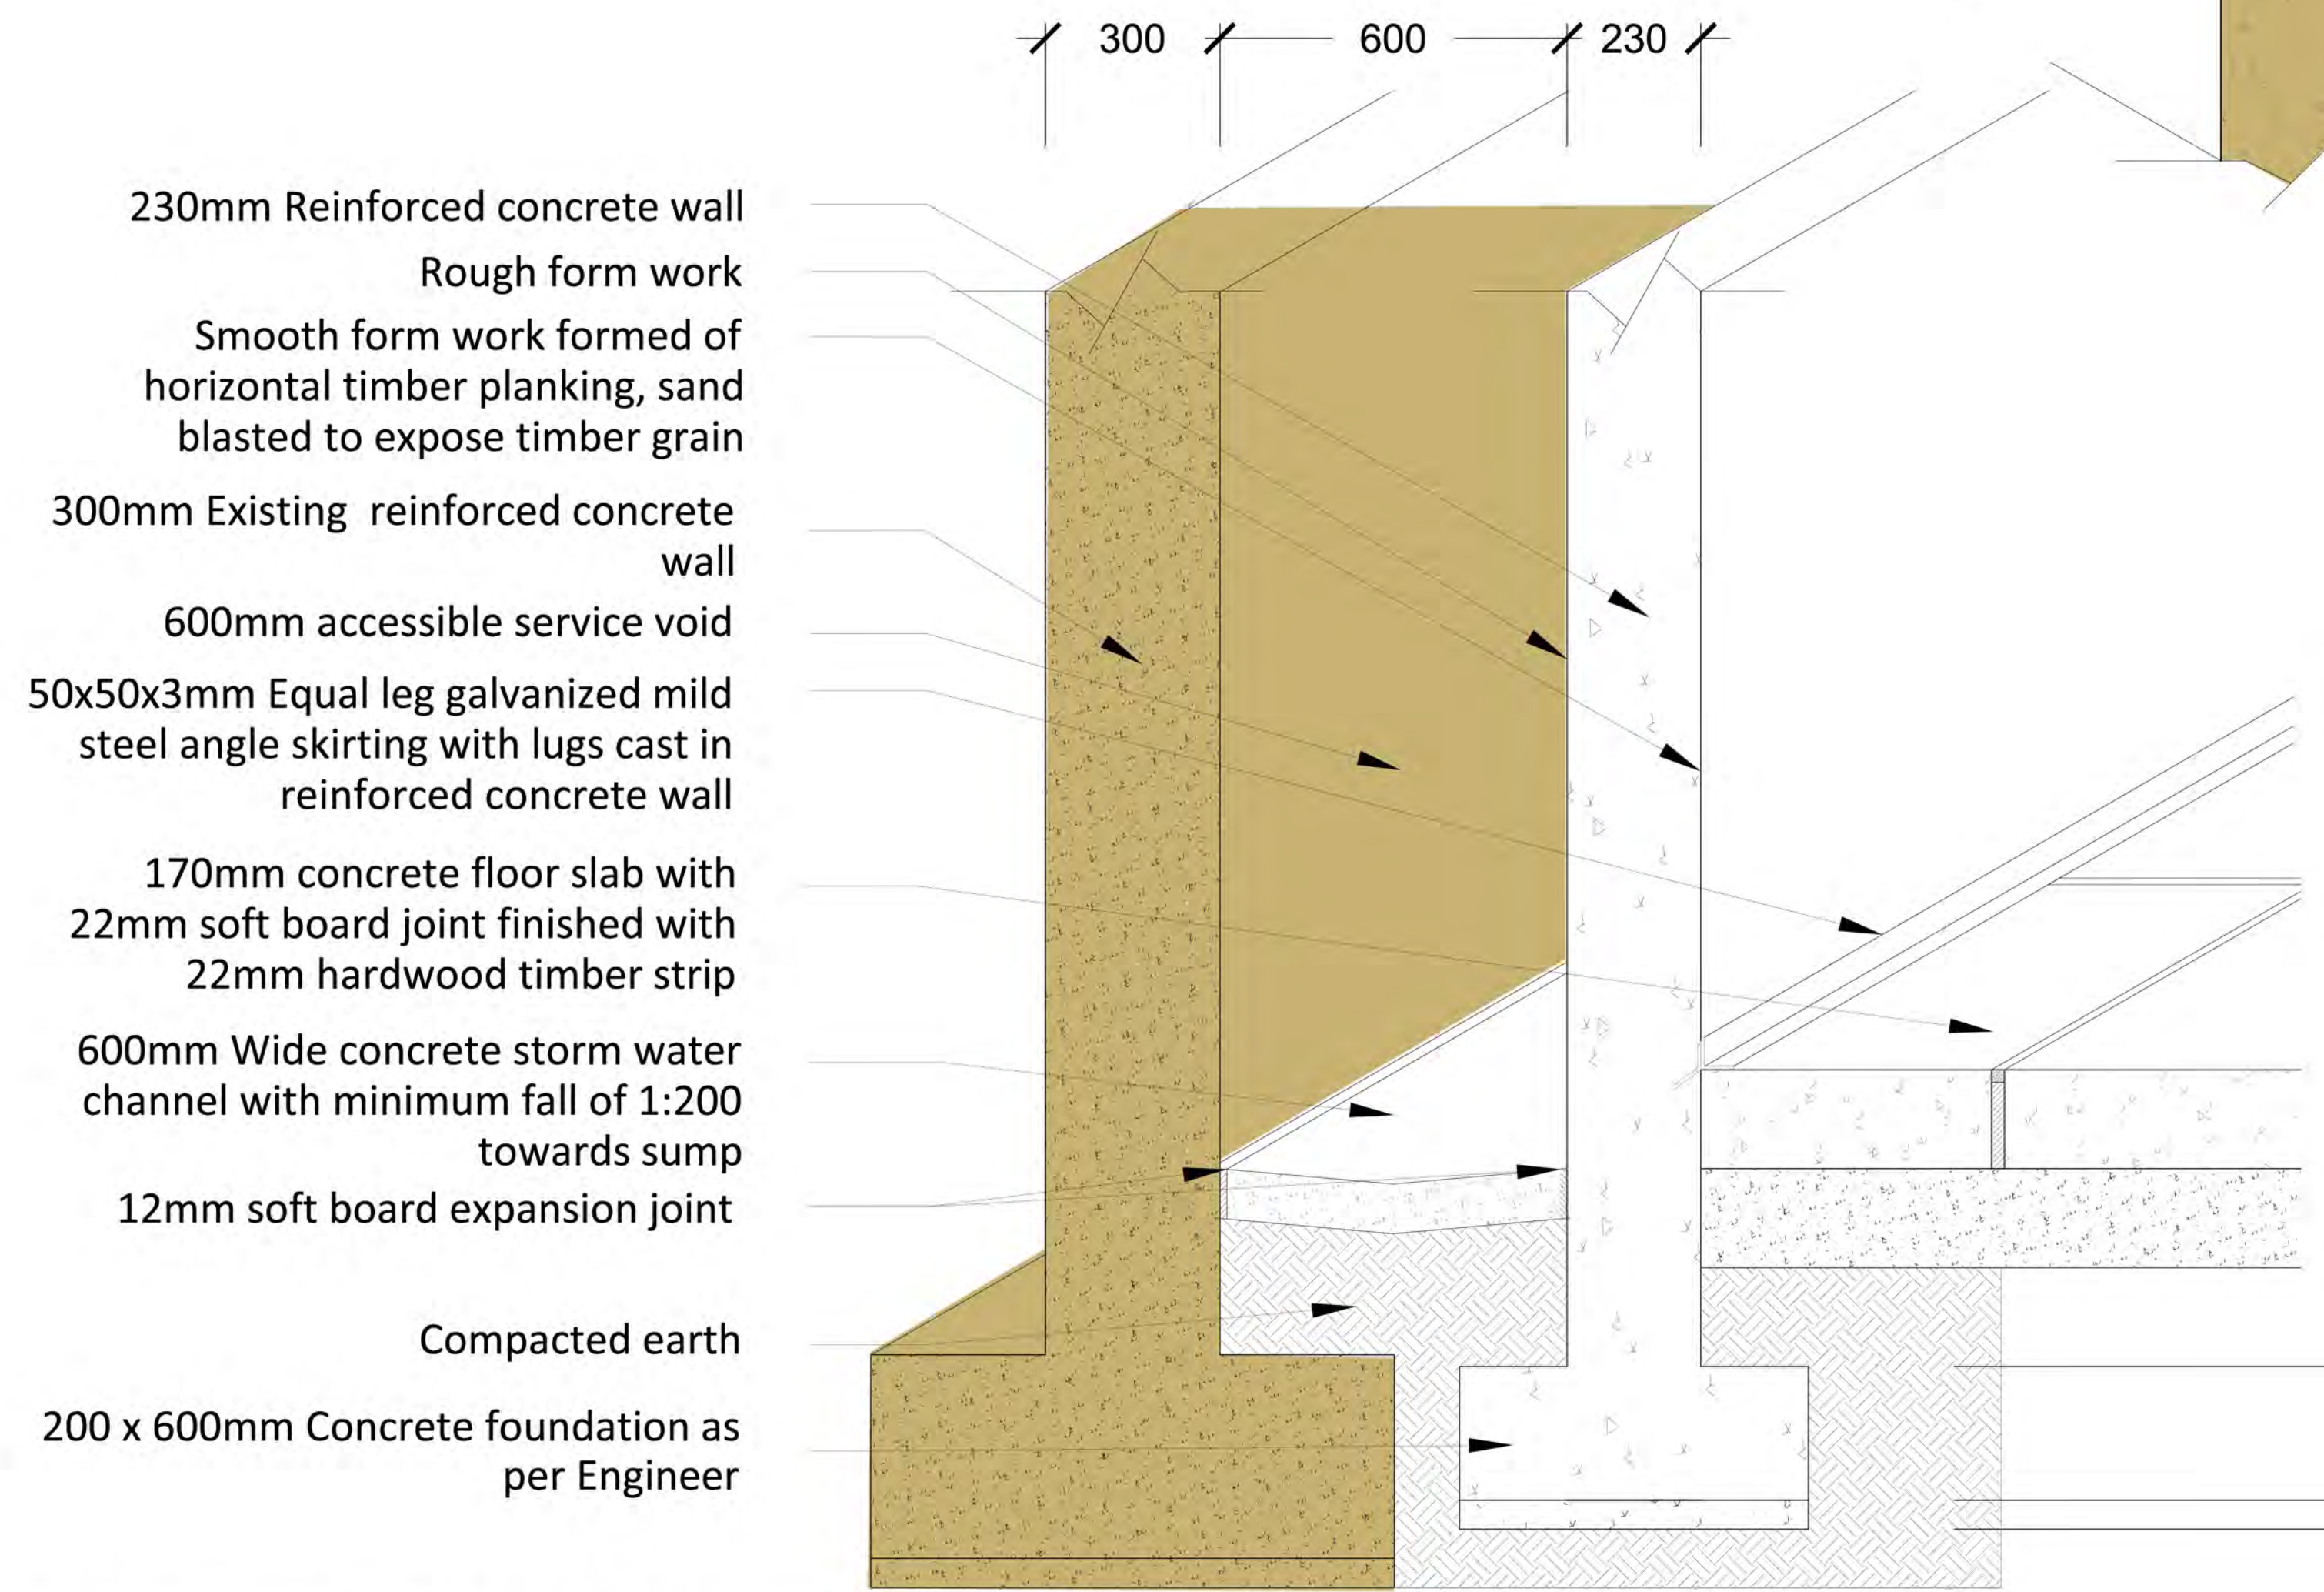 300 600 230
230mm Reinforced concrete wall
Rough form work
Smooth form work formed of
horizontal timber planking, sand
blasted to expose timber grain
300mm Existing reinforced concrete
wall
600mm accessible service void
50x50x3mm Equal leg galvanized mild
steel angle skirting with lugs cast in
reinforced concrete wall
170mm concrete floor slab with
22mm soft board joint finished with
22mm hardwood timber strip
600mm Wide concrete storm water
channel with minimum fall of 1:200
towards sump
12mm soft board expansion joint
Compacted earth
200 x 600mm Concrete foundation as
per Engineer